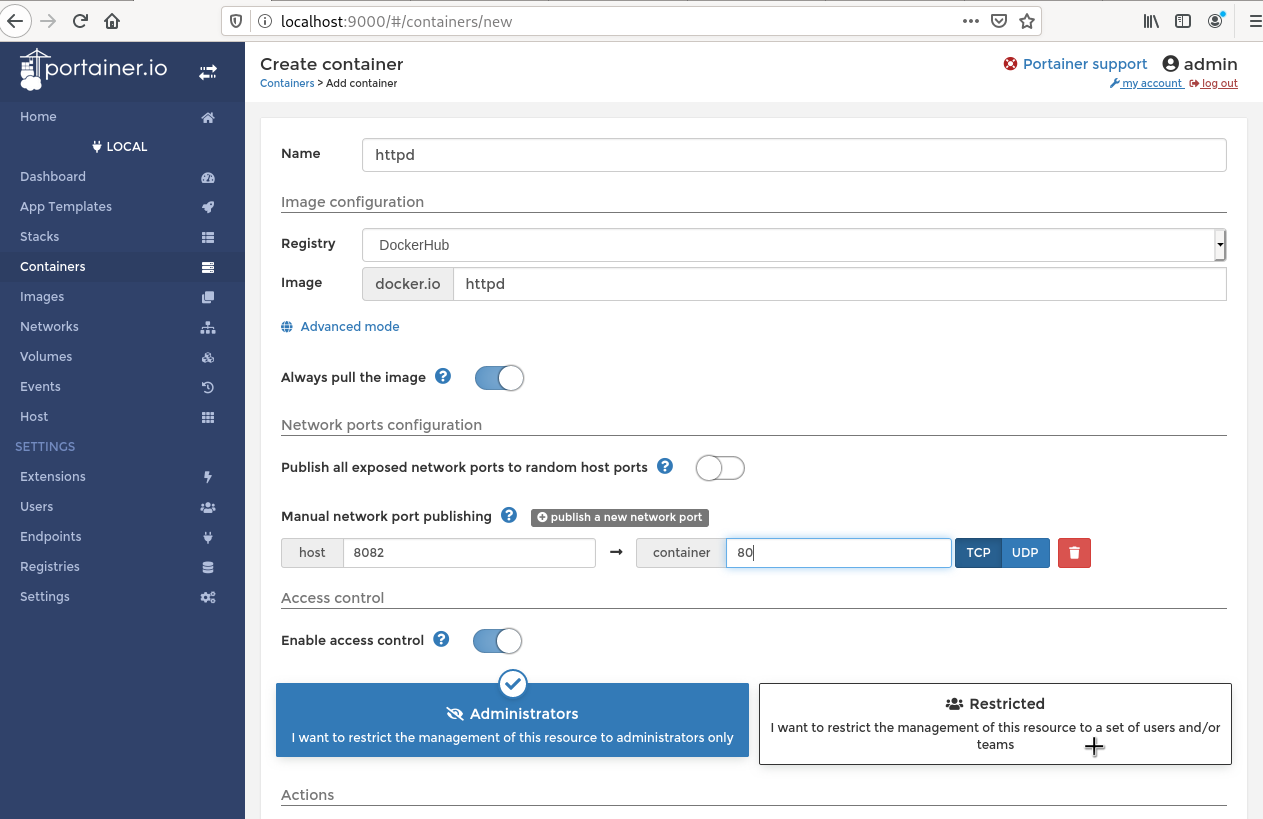 localhost:9000/#/containers/new
portainer.io
Home
LOCAL
Dashboard
App Templates
Stacks
Containers
Images
Networks
Volumes
Events
Host
SETTINGS
Extensions
Users
Endpoints
Registries
Settings
Create container
Containers > Add container
Portainer support admin
my account log out
Name httpd
Image configuration
Registry DockerHub
Image docker.io httpd
Advanced mode
Always pull the image
Network ports configuration
Publish all exposed network ports to random host ports
Manual network port publishing publish a new network port
host 8082 → container 80 TCP UDP
Access control
Enable access control
Administrators
I want to restrict the management of this resource to administrators only
Restricted
I want to restrict the management of this resource to a set of users and/or
teams
Actions